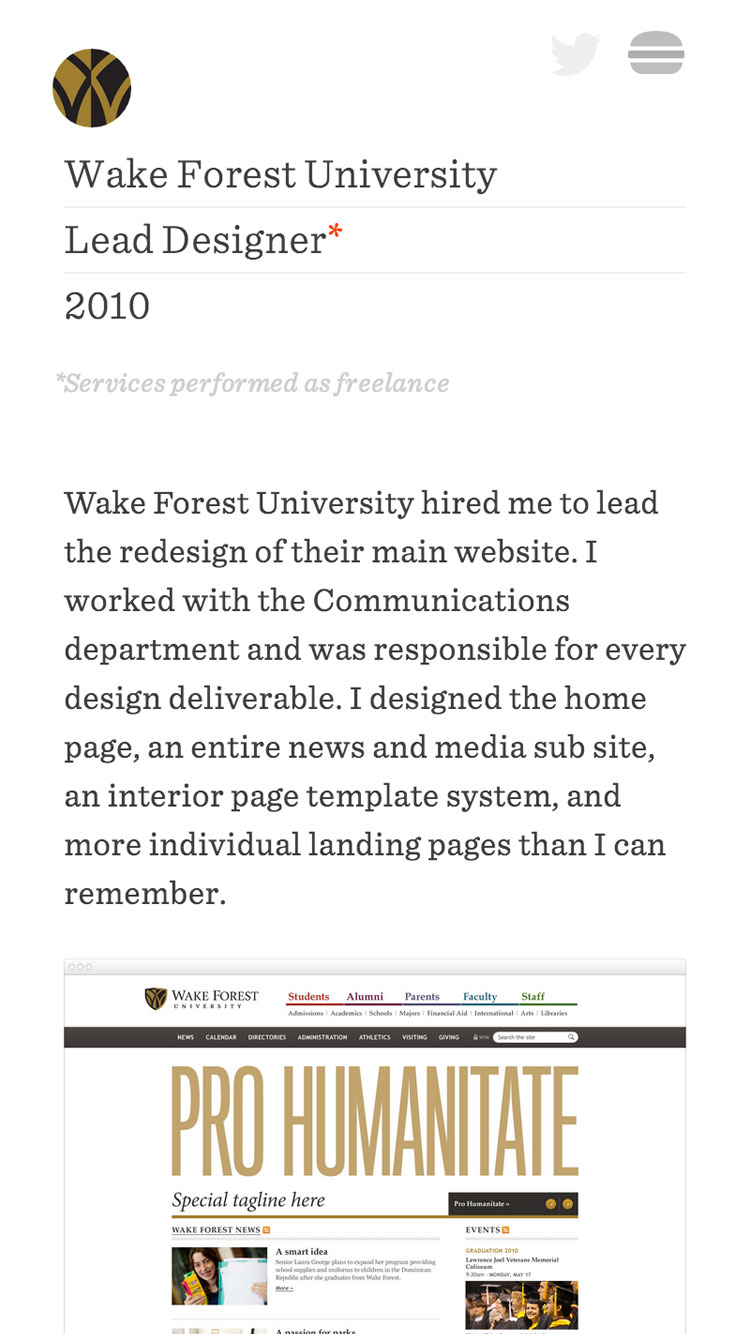 Wake Forest University
Lead Designer*
2010
*Services performed as freelance
Wake Forest University hired me to lead
the redesign of their main website. I
worked with the Communications
department and was responsible for every
design deliverable. I designed the home
page, an entire news and media sub site,
an interior page template system, and
more individual landing pages than I can
remember.
WAKE FOREST
UNIVERSITY
Students Alumni Parents Faculty Staff
Admissions | Academics | Schools | Majors | Financial Aid | International | Arts | Libraries
NEWS CALENDAR DIRECTORIES ADMINISTRATION ATHLETICS VISITING GIVING WIN Search the site
PRO HUMANITATE
Special tagline here
Pro Humanitate »
WAKE FOREST NEWS
EVENTS
A smart idea
Senior Laura George plans to expand her program providing
school supplies and uniforms to children in the Dominican
Republic after she graduates from Wake Forest.
More »
GRADUATION 2010
Lawrence Joel Veterans Memorial
Coliseum
9:30am - MONDAY, MAY 17
A passion for parks